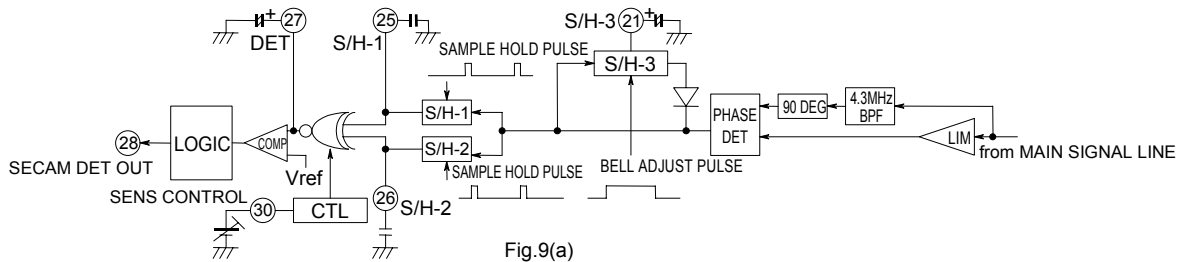 27
DET
25
S/H-1
S/H-3
21
+
+
SAMPLE HOLD PULSE
S/H-3
S/H-1
S/H-2
PHASE
DET
90 DEG
4.3MHz
BPF
LIM
from MAIN SIGNAL LINE
28
SECAM DET OUT
LOGIC
COMP
Vref
SENS CONTROL
30
CTL
26
S/H-2
SAMPLE HOLD PULSE
BELL ADJUST PULSE
Fig.9(a)